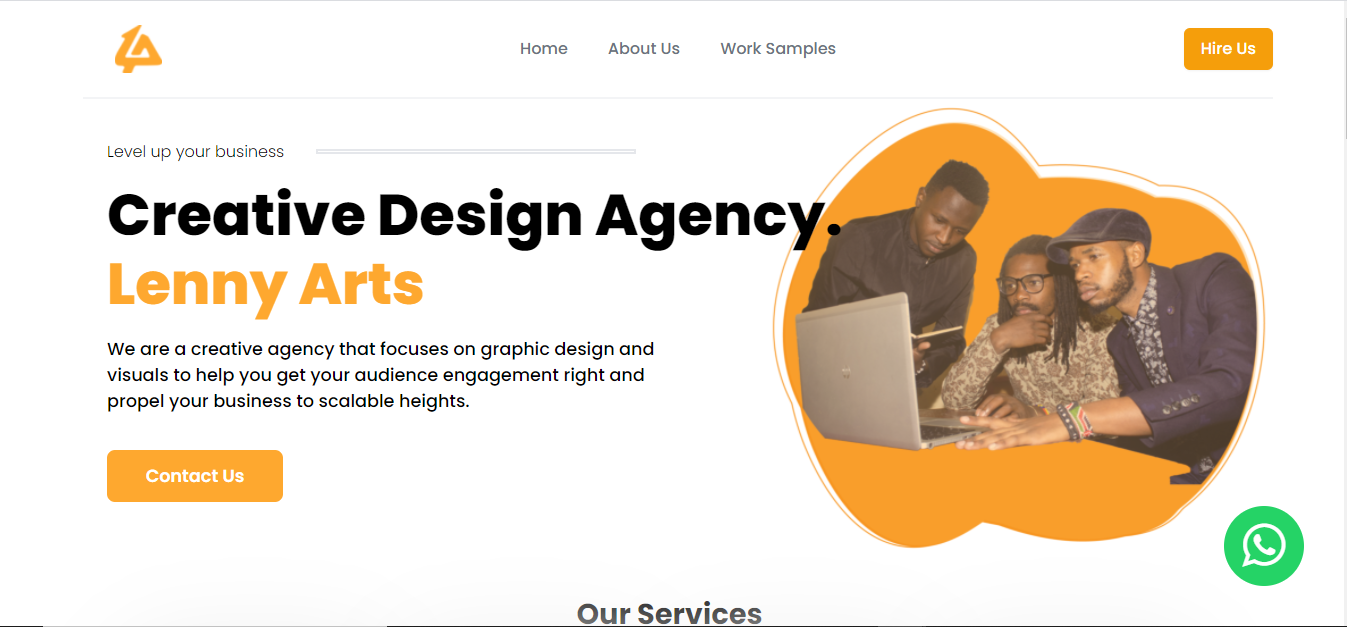 Home
About Us
Work Samples
Hire Us
Level up your business
Creative Design Agency.
Lenny Arts
We are a creative agency that focuses on graphic design and
visuals to help you get your audience engagement right and
propel your business to scalable heights.
Contact Us
Our Services